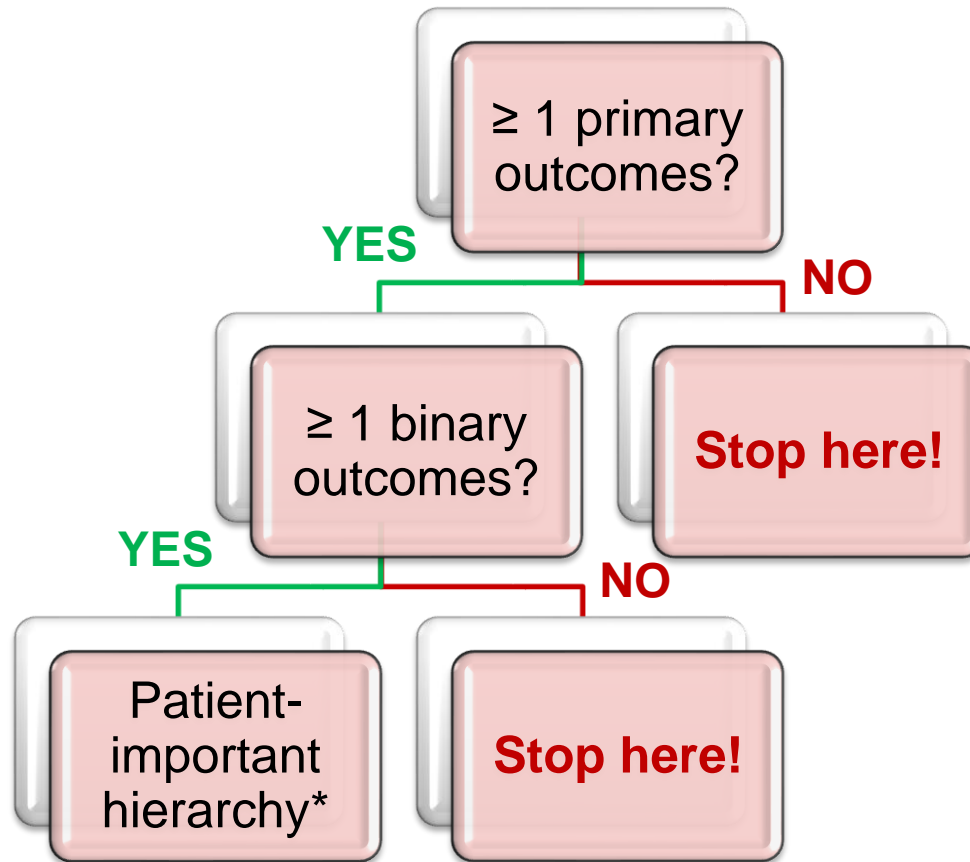 ≥ 1 primary
outcomes?
YES
NO
≥ 1 binary
outcomes?
Stop here!
YES
NO
Patient-
important
hierarchy*
Stop here!